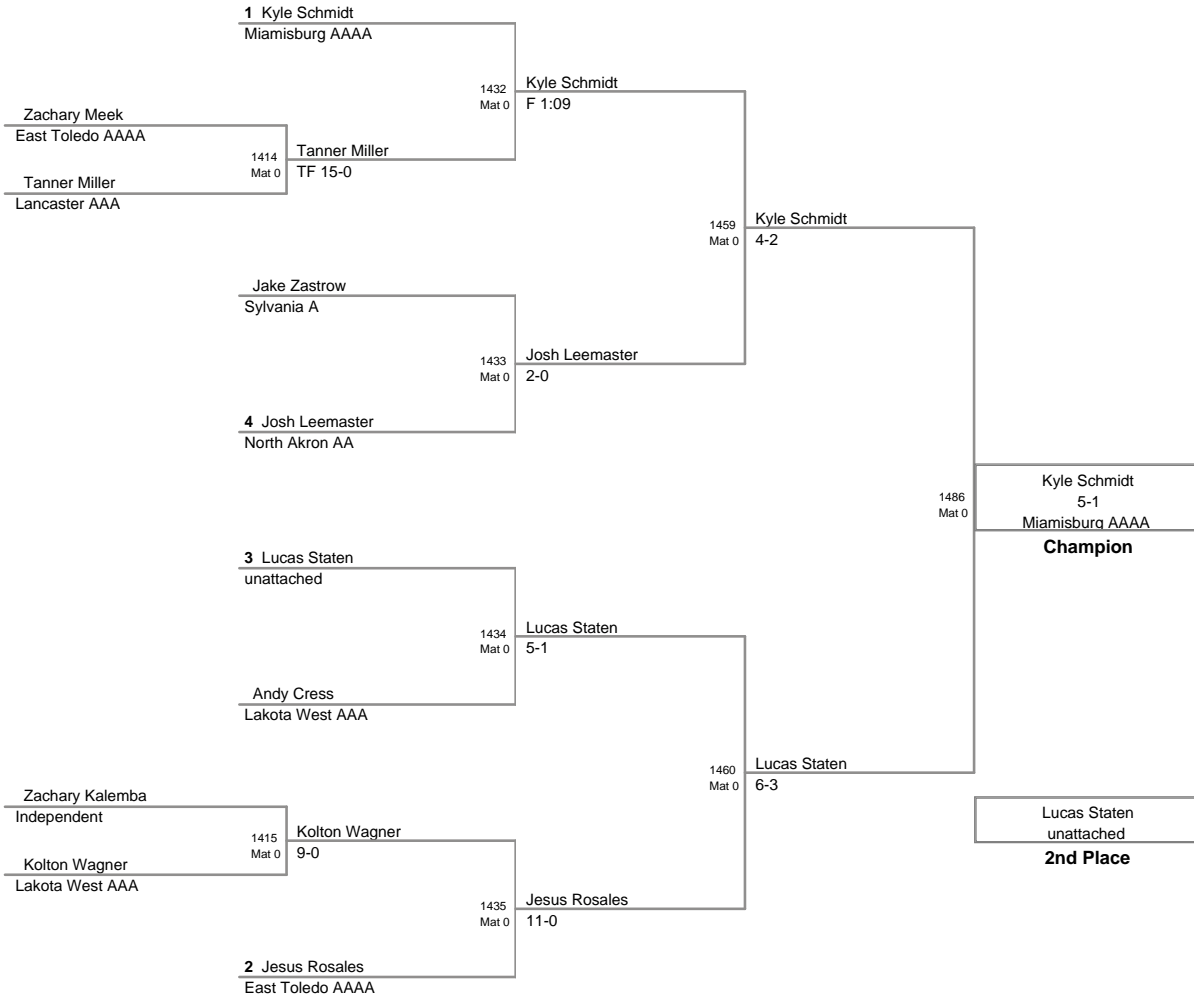 1 Kyle Schmidt
Miamisburg AAAA
1432
Mat 0
Kyle Schmidt
F 1:09
Zachary Meek
East Toledo AAAA
1414
Mat 0
Tanner Miller
TF 15-0
Tanner Miller
Lancaster AAA
1459
Mat 0
Kyle Schmidt
4-2
Jake Zastrow
Sylvania A
1433
Mat 0
Josh Leemaster
2-0
4 Josh Leemaster
North Akron AA
1486
Mat 0
Kyle Schmidt
5-1
Miamisburg AAAA
Champion
3 Lucas Staten
unattached
1434
Mat 0
Lucas Staten
5-1
Andy Cress
Lakota West AAA
1460
Mat 0
Lucas Staten
6-3
Zachary Kalemba
Independent
1415
Mat 0
Kolton Wagner
9-0
Kolton Wagner
Lakota West AAA
Lucas Staten
unattached
2nd Place
1435
Mat 0
Jesus Rosales
11-0
2 Jesus Rosales
East Toledo AAAA